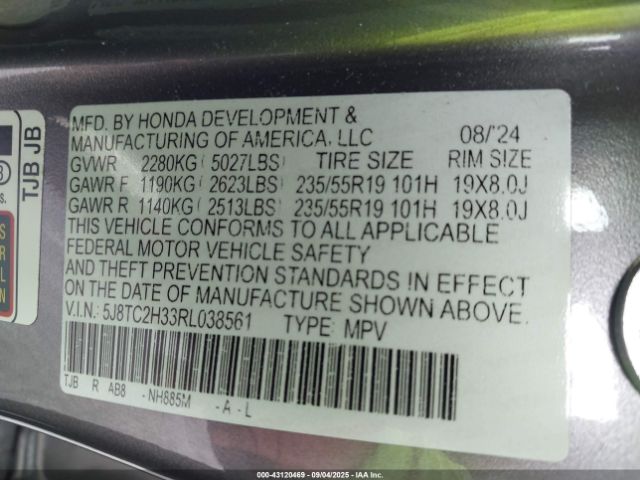 MFD. BY HONDA DEVELOPMENT &
MANUFACTURING OF AMERICA, LLC 08/'24
GVWR 2280KG ( 5027LBS) TIRE SIZE RIM SIZE
GAWR F 1190KG ( 2623LBS) 235/55R19 101H 19X8.0J
GAWR R 1140KG ( 2513LBS) 235/55R19 101H 19X8.0J
THIS VEHICLE CONFORMS TO ALL APPLICABLE
FEDERAL MOTOR VEHICLE SAFETY
AND THEFT PREVENTION STANDARDS IN EFFECT
ON THE DATE OF MANUFACTURE SHOWN ABOVE.
V.I.N.: 5J8TC2H33RL038561 TYPE: MPV
TJB R AB8 -NH885M -A-L
TJB JB
000-43120469 - 09/04/2025 - IAA Inc.